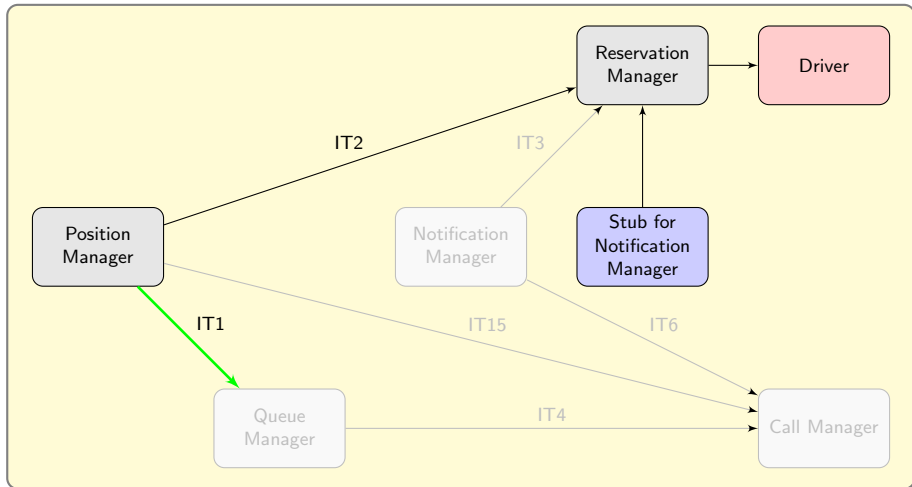 Reservation
Manager
Driver
IT2
IT3
Position
Manager
Notification
Manager
Stub for
Notification
Manager
IT1
IT15
IT6
Queue
Manager
IT4
Call Manager